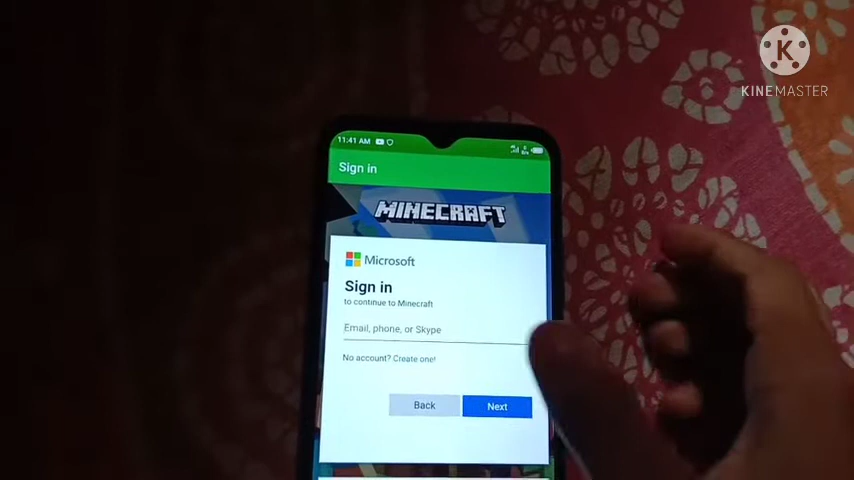 KINEMASTER
11:41 AM
Sign in
MINECRAFT
Microsoft
Sign in
to continue to Minecraft
Email, phone, or Skype
No account? Create one!
Back
Next